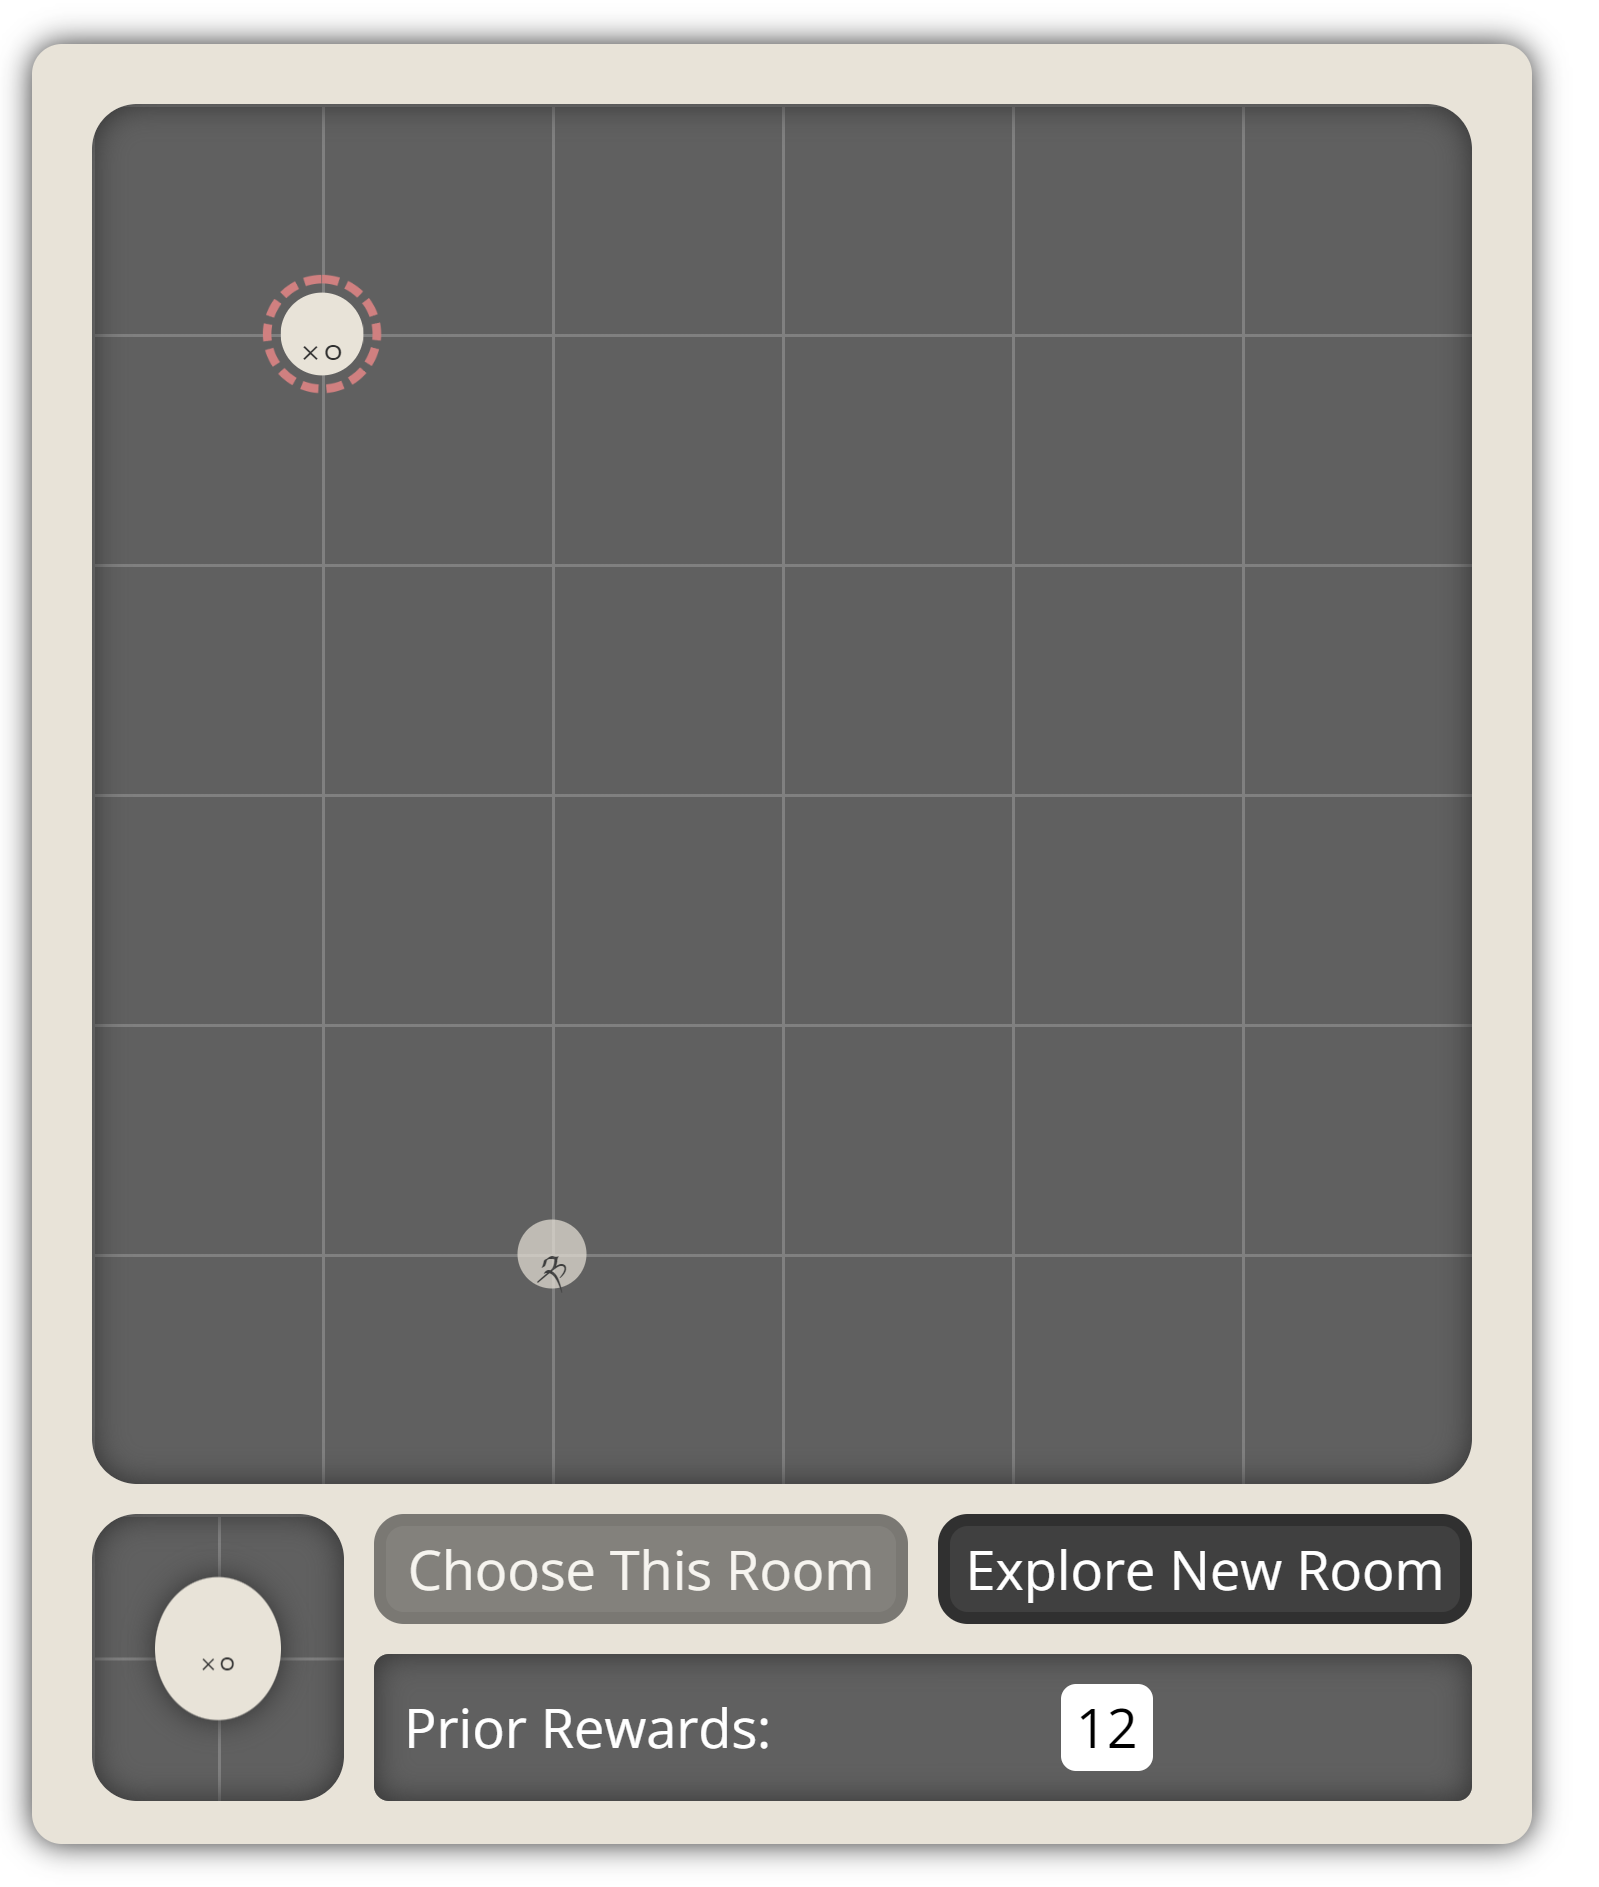 ×○
Choose This Room
Explore New Room
×○
Prior Rewards: 12